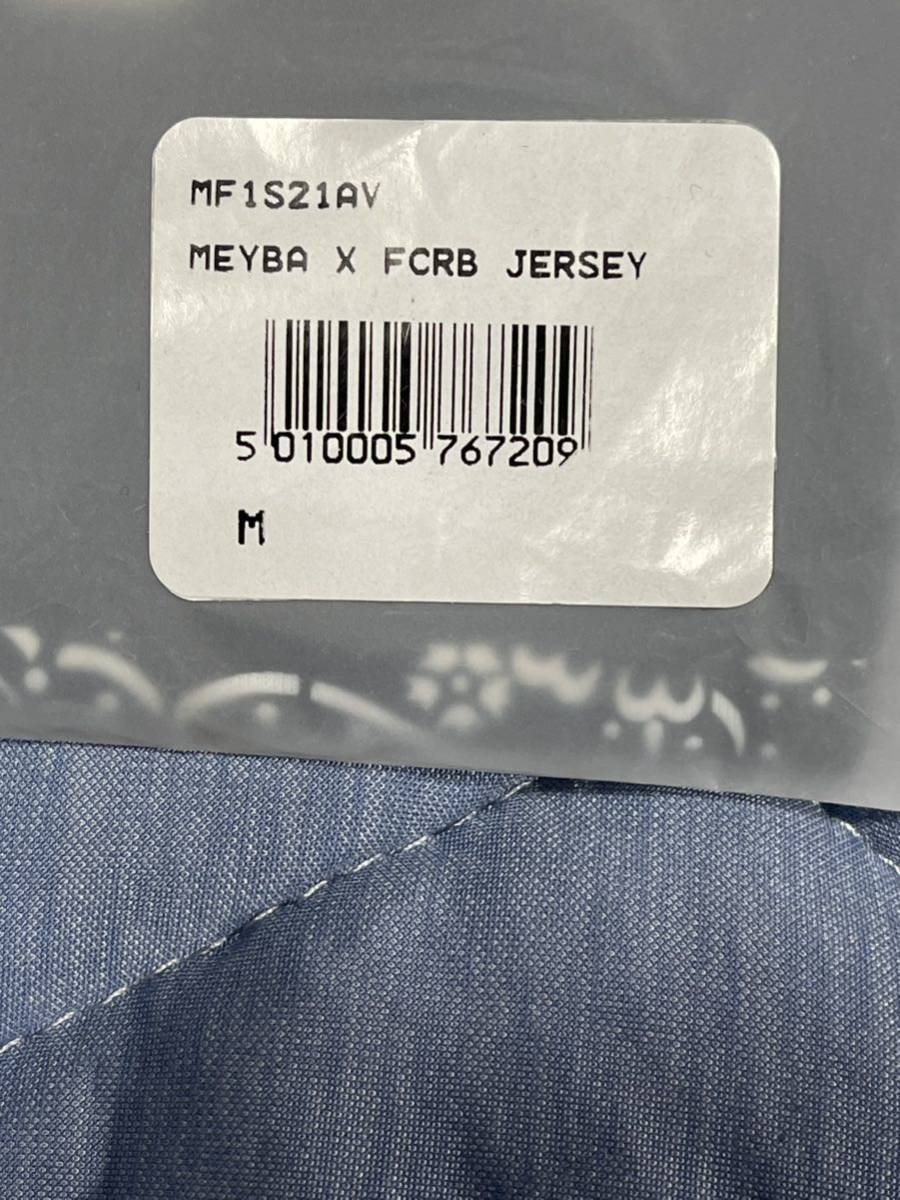 MF1S21AV
MEYBA X FCRB JERSEY
5 010005 767209
M